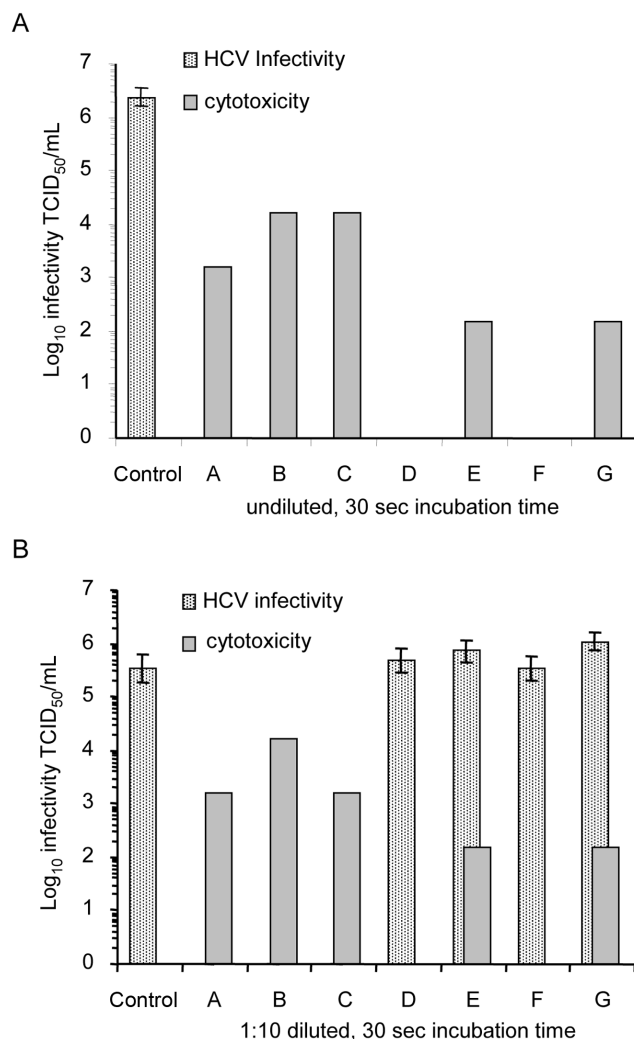 A
HCV Infectivity
cytotoxicity
Log₁₀ infectivity TCID₅₀/mL
7
6
5
4
3
2
1
0
Control A B C D E F G
undiluted, 30 sec incubation time
B
HCV infectivity
cytotoxicity
Log₁₀ infectivity TCID₅₀/mL
7
6
5
4
3
2
1
0
Control A B C D E F G
1:10 diluted, 30 sec incubation time